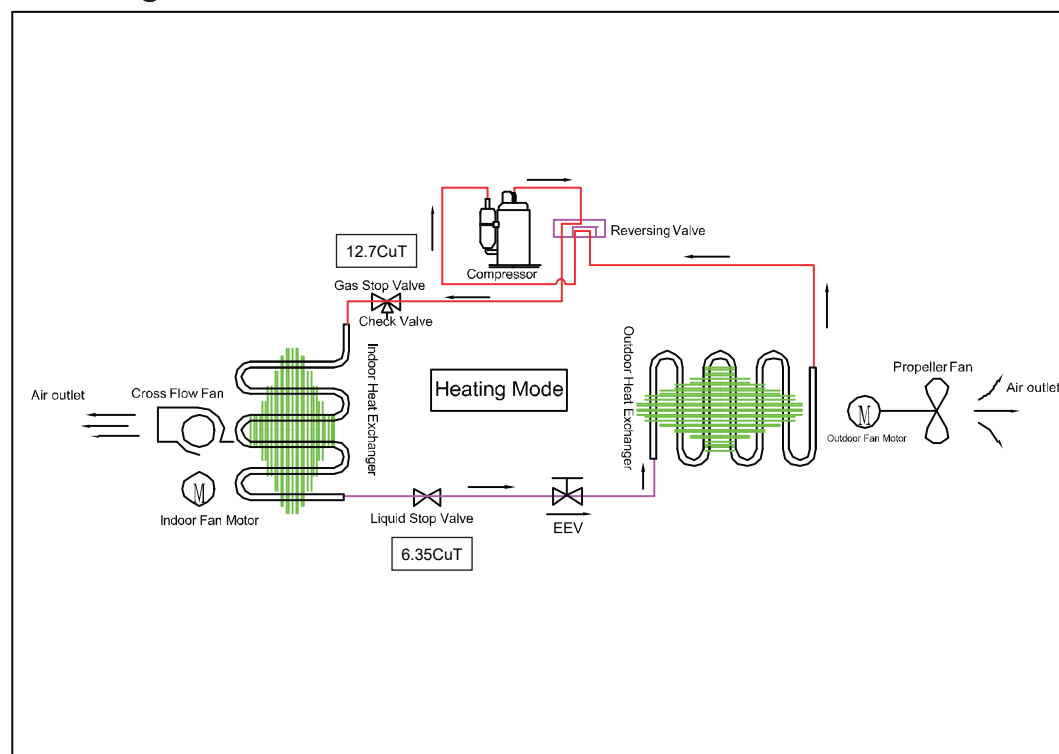 Reversing Valve
12.7CuT
Compressor
Gas Stop Valve
Check Valve
Indoor Heat Exchanger
Outdoor Heat Exchanger
Heating Mode
Cross Flow Fan
Air outlet
Propeller Fan
Air outlet
M
Outdoor Fan Motor
M
Indoor Fan Motor
Liquid Stop Valve
EEV
6.35CuT